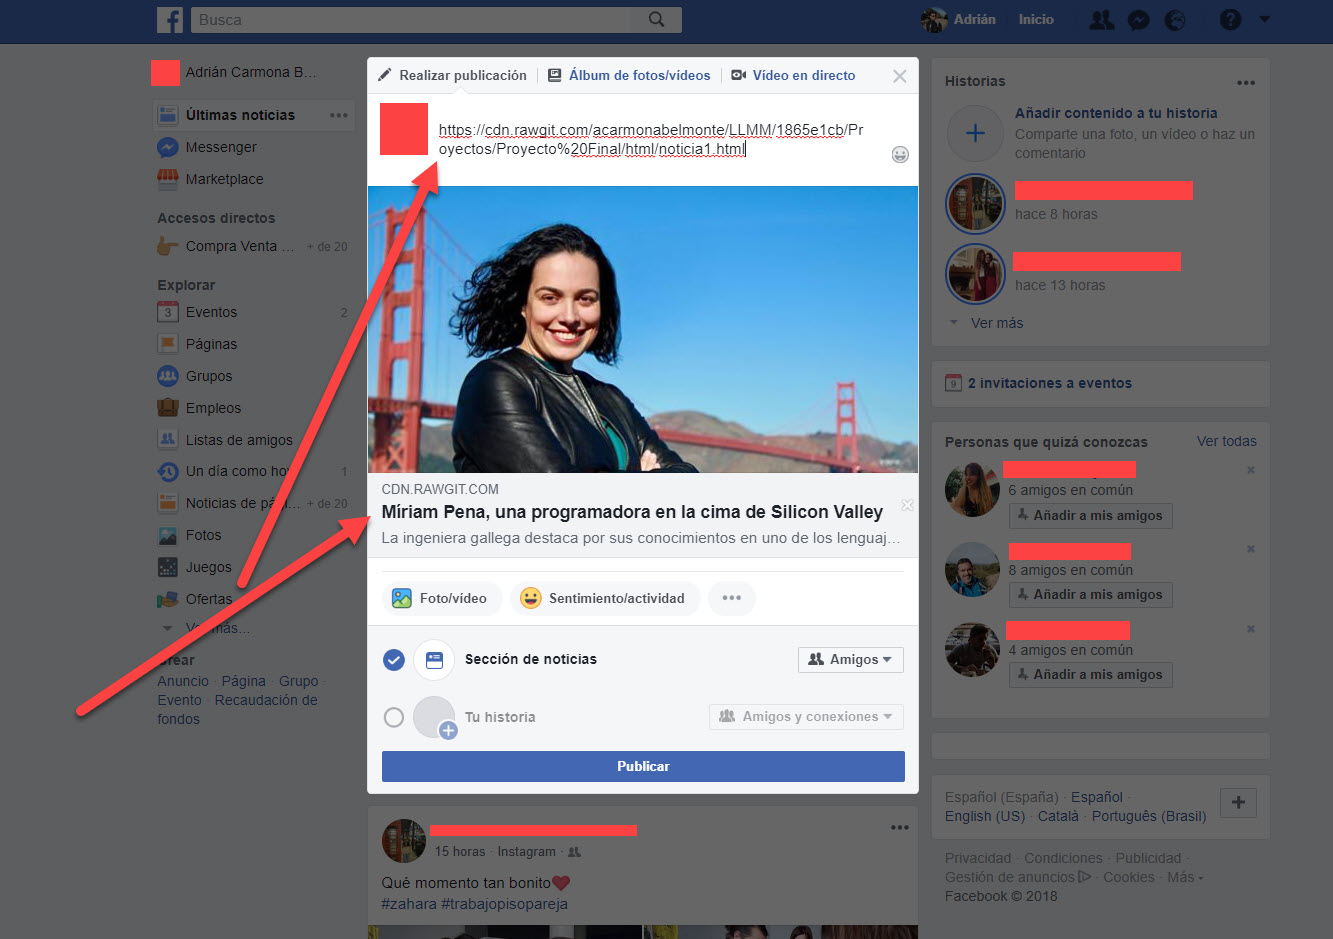 Busca
Adrián
Inicio
Adrián Carmona B...
Últimas noticias
Messenger
Marketplace
Accesos directos
Compra Venta ...
+ de 20
Explorar
3
Eventos
2
Páginas
Grupos
Empleos
Listas de amigos
Un día como ho
1
Noticias de pági...
+ de 20
Fotos
Juegos
Ofertas
Ver más...
Crear
Anuncio · Página · Grupo ·
Evento · Recaudación de
fondos
Realizar publicación
Álbum de fotos/vídeos
Vídeo en directo
https://cdn.rawgit.com/acarmonabelmonte/LLMM/1865e1cb/Pr
oyectos/Proyecto%20Final/html/noticia1.html
CDN.RAWGIT.COM
Míriam Pena, una programadora en la cima de Silicon Valley
La ingeniera gallega destaca por sus conocimientos en uno de los lenguaj...
Foto/vídeo
Sentimiento/actividad
Sección de noticias
Amigos
Tu historia
Amigos y conexiones
Publicar
15 horas · Instagram ·
Qué momento tan bonito
#zahara #trabajopisopareja
Historias
Añadir contenido a tu historia
Comparte una foto, un vídeo o haz un
comentario
hace 8 horas
hace 13 horas
Ver más
9
2 invitaciones a eventos
Personas que quizá conozcas
Ver todas
6 amigos en común
Añadir a mis amigos
8 amigos en común
Añadir a mis amigos
4 amigos en común
Añadir a mis amigos
Español (España) · Español ·
English (US) · Català · Português (Brasil)
Privacidad · Condiciones · Publicidad ·
Gestión de anuncios · Cookies · Más
Facebook © 2018